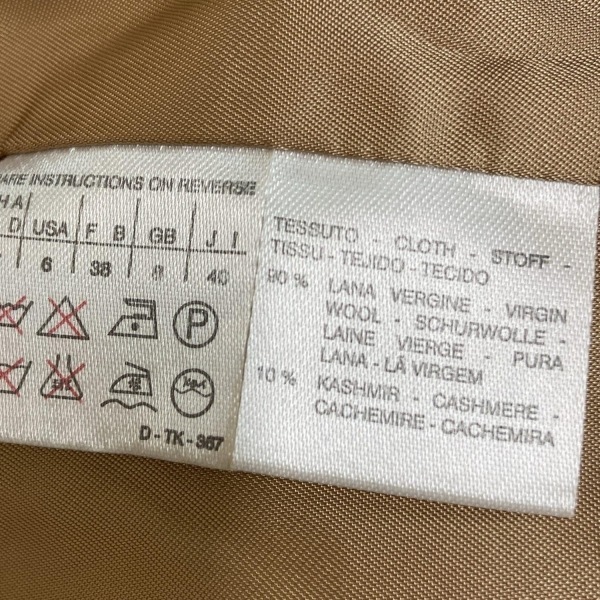 ARE INSTRUCTIONS ON REVERSE
H A
D USA F B GB J I
6 38 8 40
P
D-TK-367
TESSUTO - CLOTH - STOFF -
TISSU - TEJIDO - TECIDO
90 % LANA VERGINE - VIRGIN
WOOL - SCHURWOLLE -
LAINE VIERGE - PURA
LANA - LÃ VIRGEM
10 % KASHMIR - CASHMERE -
CACHEMIRE - CACHEMIRA